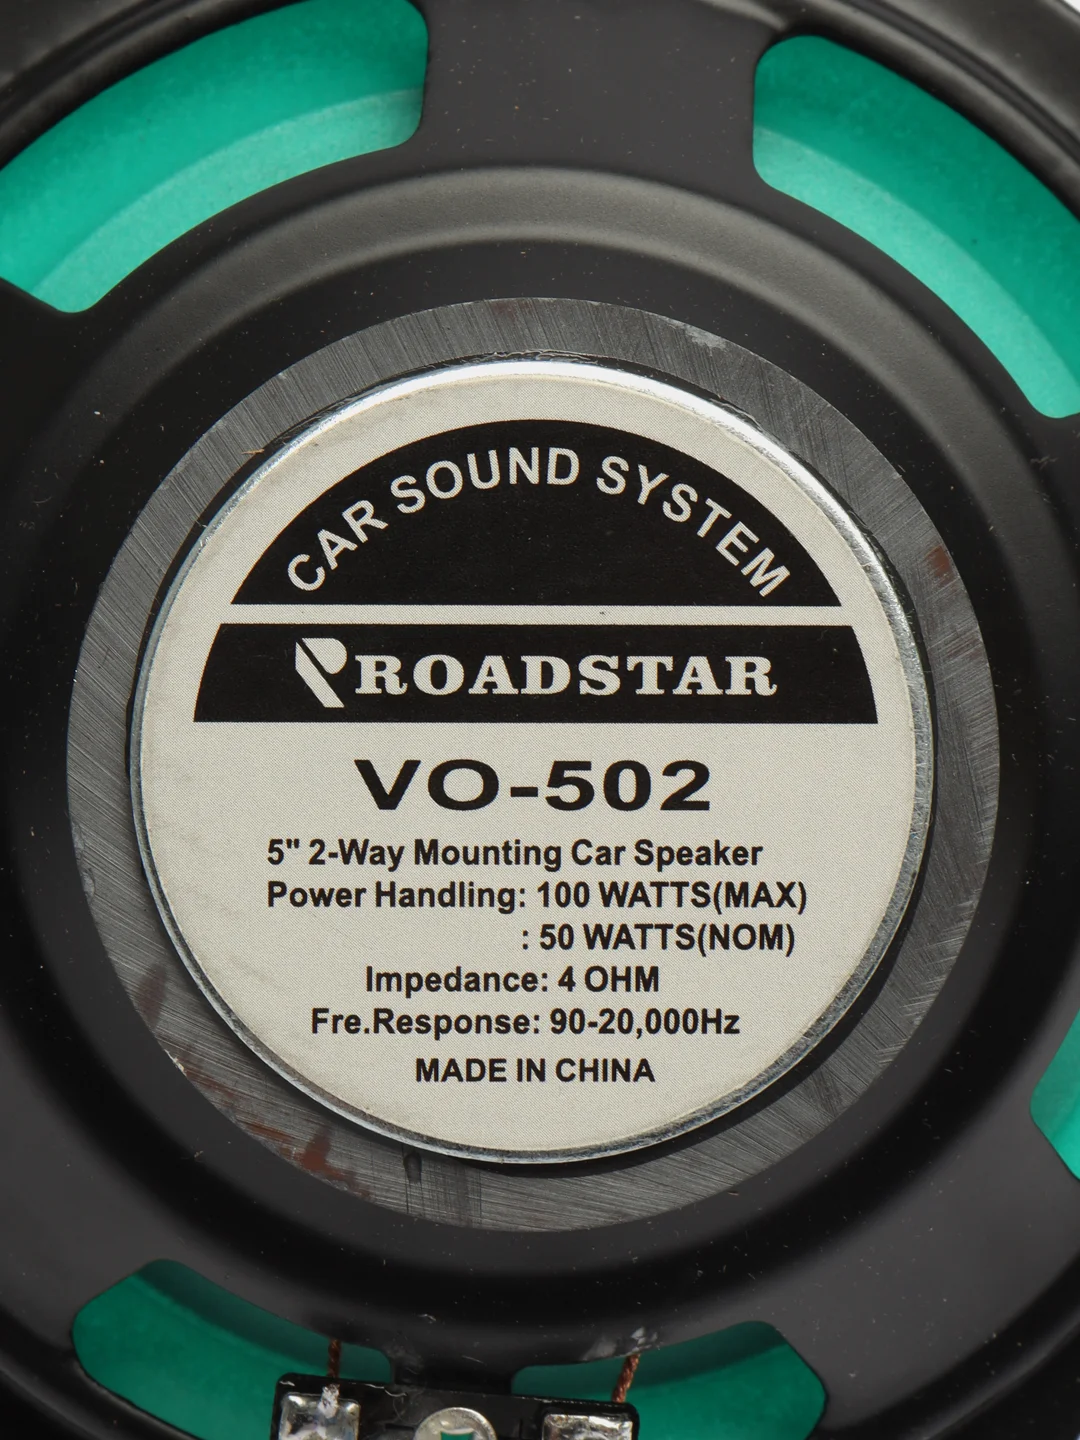 CAR SOUND SYSTEM
ROADSTAR
VO-502
5" 2-Way Mounting Car Speaker
Power Handling: 100 WATTS(MAX)
: 50 WATTS(NOM)
Impedance: 4 OHM
Fre.Response: 90-20,000Hz
MADE IN CHINA